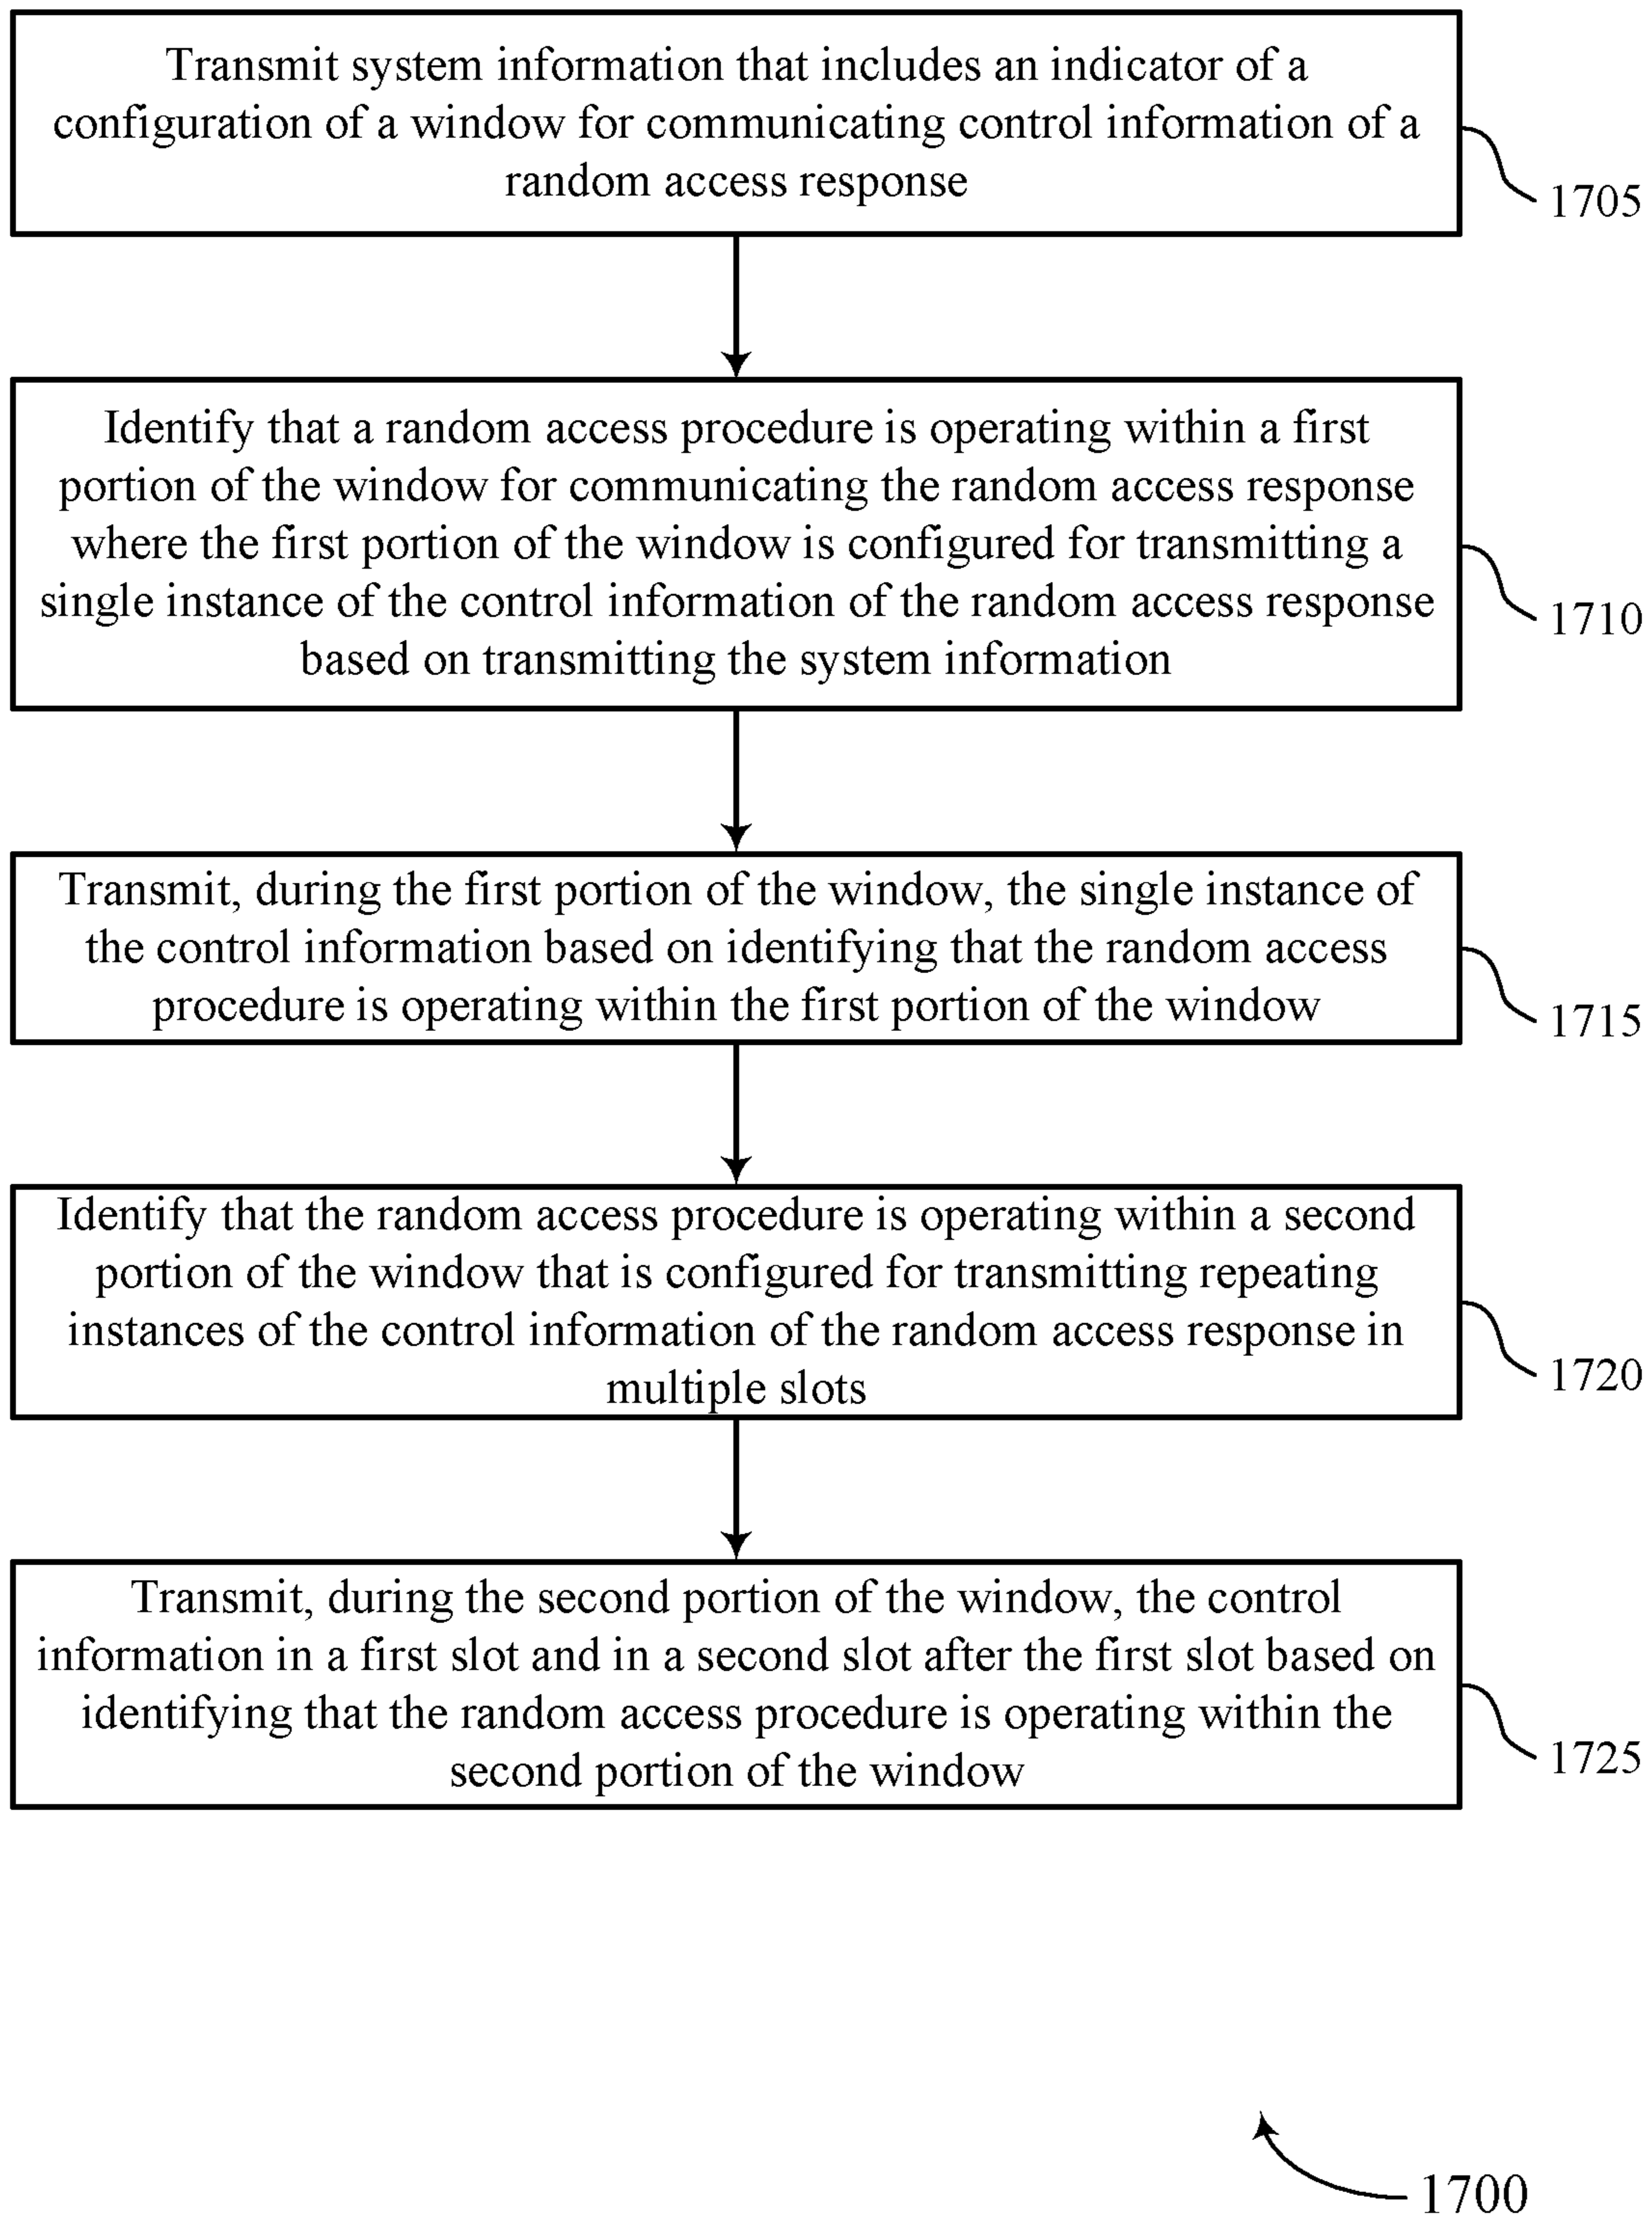 Transmit system information that includes an indicator of a
configuration of a window for communicating control information of a
random access response
1705
Identify that a random access procedure is operating within a first
portion of the window for communicating the random access response
where the first portion of the window is configured for transmitting a
single instance of the control information of the random access response
based on transmitting the system information
1710
Transmit, during the first portion of the window, the single instance of
the control information based on identifying that the random access
procedure is operating within the first portion of the window
1715
Identify that the random access procedure is operating within a second
portion of the window that is configured for transmitting repeating
instances of the control information of the random access response in
multiple slots
1720
Transmit, during the second portion of the window, the control
information in a first slot and in a second slot after the first slot based on
identifying that the random access procedure is operating within the
second portion of the window
1725
1700